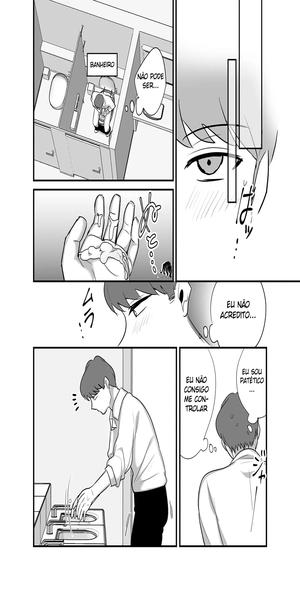 BANHEIRO
NÃO PODE
SER...
EU NÃO
ACREDITO...
EU SOU
PATÉTICO
...
EU NÃO
CONSIGO
ME CON-
TROLAR